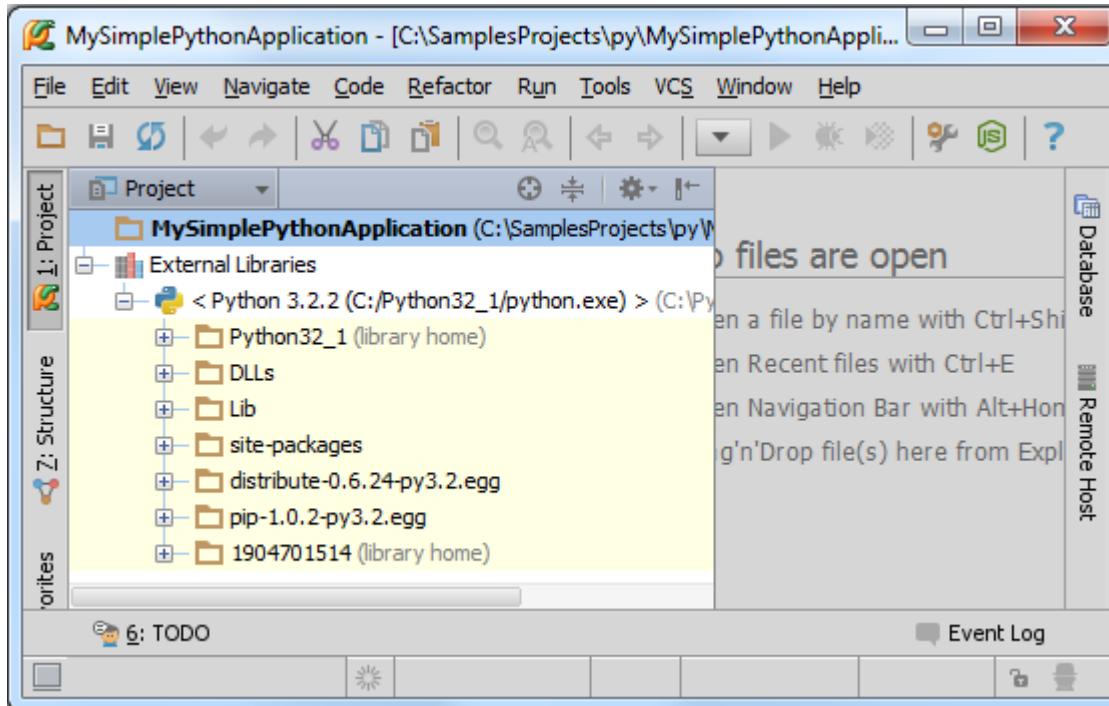 MySimplePythonApplication - [C:\SamplesProjects\py\MySimplePythonAppli...
File Edit View Navigate Code Refactor Run Tools VCS Window Help
JS ?
1: Project
7: Structure
Project
MySimplePythonApplication (C:\SamplesProjects\py\
External Libraries
< Python 3.2.2 (C:/Python32_1/python.exe) > (C:\Py
Python32_1 (library home)
DLLs
Lib
site-packages
distribute-0.6.24-py3.2.egg
pip-1.0.2-py3.2.egg
1904701514 (library home)
files are open
en a file by name with Ctrl+Shi
en Recent files with Ctrl+E
en Navigation Bar with Alt+Hon
g'n'Drop file(s) here from Expl
Database
Remote Host
orites
6: TODO
Event Log